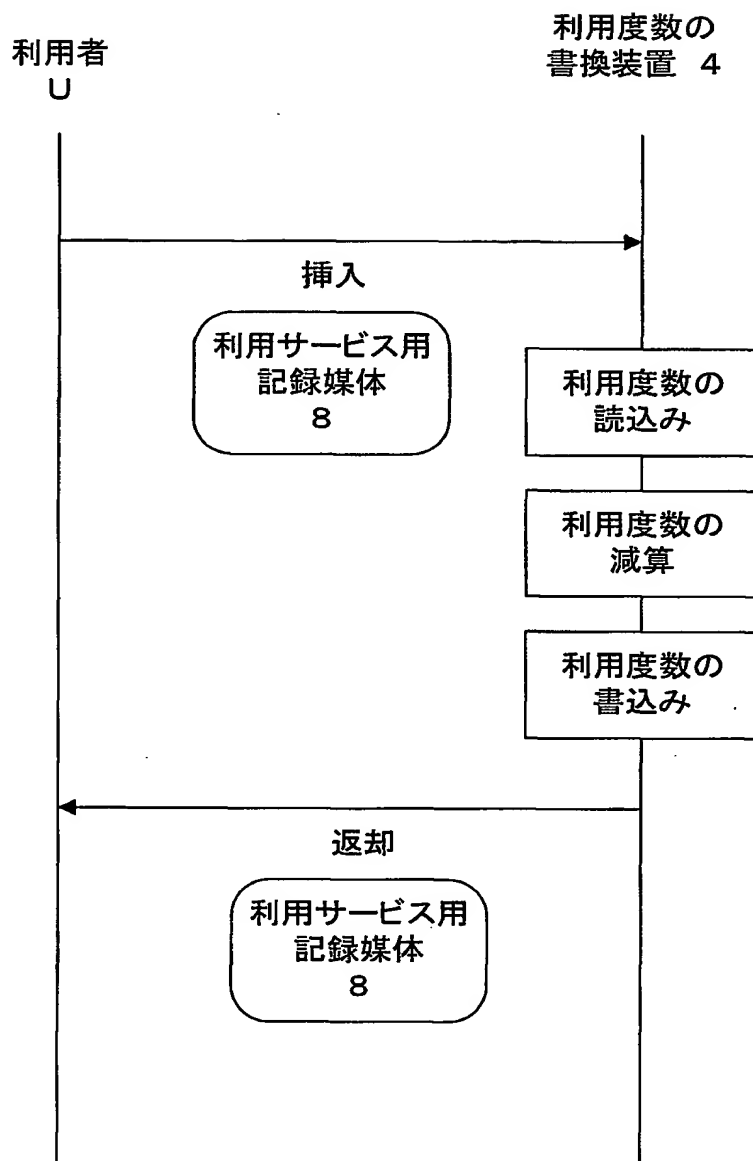 利用者
U
利用度数の
書換装置 4
挿入
利用サービス用
記録媒体
8
利用度数の
読込み
利用度数の
減算
利用度数の
書込み
返却
利用サービス用
記録媒体
8